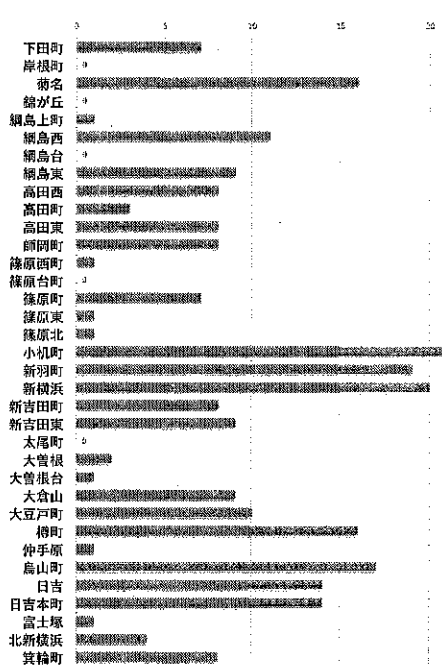 0 5 10 15 20
下田町
岸根町 0
菊名
錦が丘 0
綱島上町
綱島西
綱島台 0
綱島東
高田西
高田町
高田東
師岡町
篠原西町
篠原台町 0
篠原町
篠原東
篠原北
小机町
新羽町
新横浜
新吉田町
新吉田東
太尾町 0
大曽根
大曽根台
大倉山
大豆戸町
樽町
仲手原
鳥山町
日吉
日吉本町
富士塚
北新横浜
箕輪町